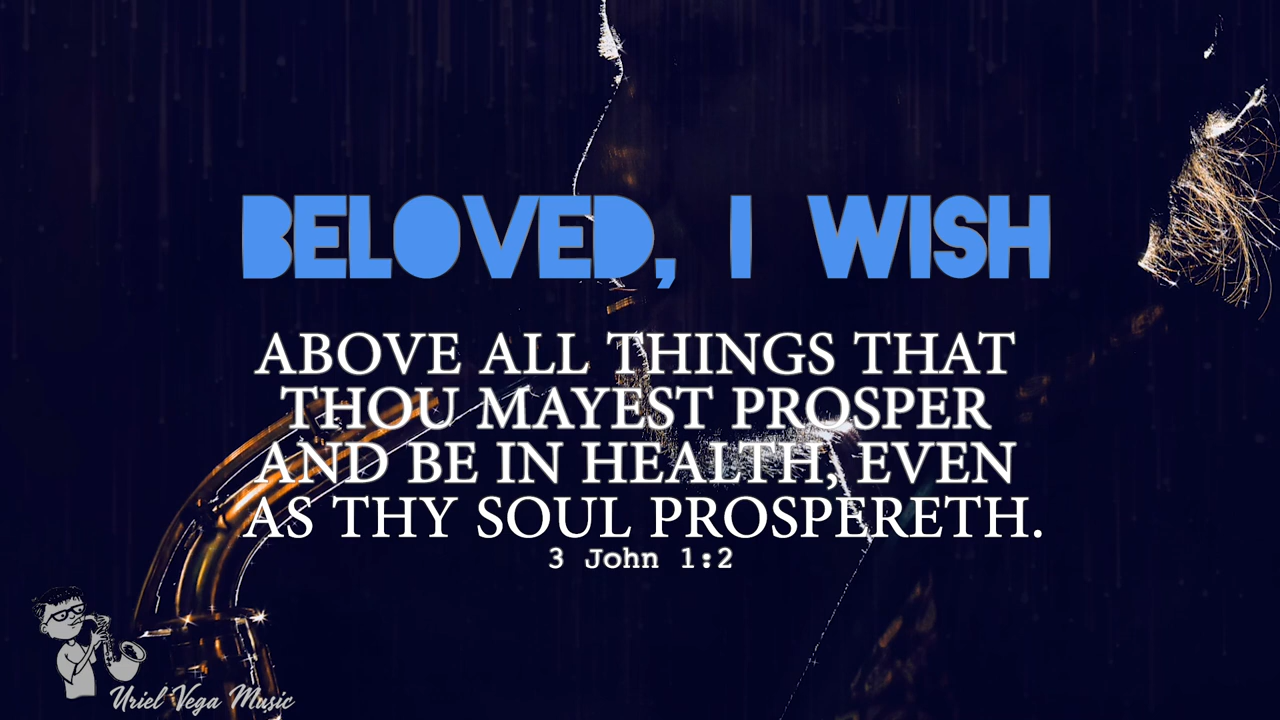 BELOVED, I WISH
ABOVE ALL THINGS THAT
THOU MAYEST PROSPER
AND BE IN HEALTH, EVEN
AS THY SOUL PROSPERETH.
3 John 1:2
Uriel Vega Music